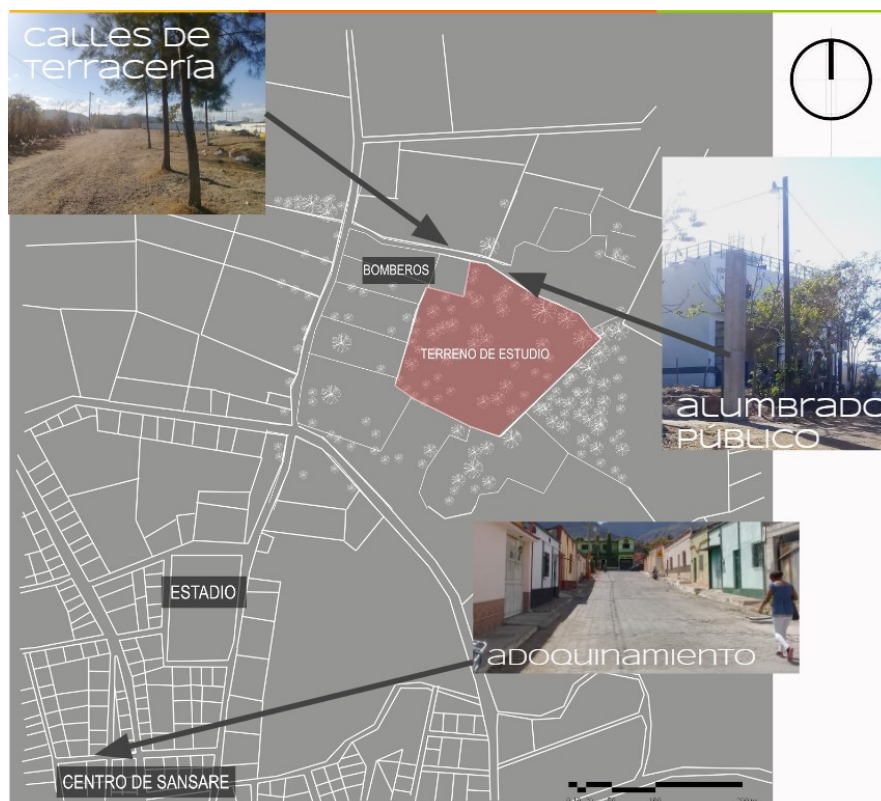 CALLES DE
TERRACERÍA
BOMBEROS
TERRENO DE ESTUDIO
ALUMBRADO
PÚBLICO
ESTADIO
ADOQUINAMIENTO
CENTRO DE SANSARE